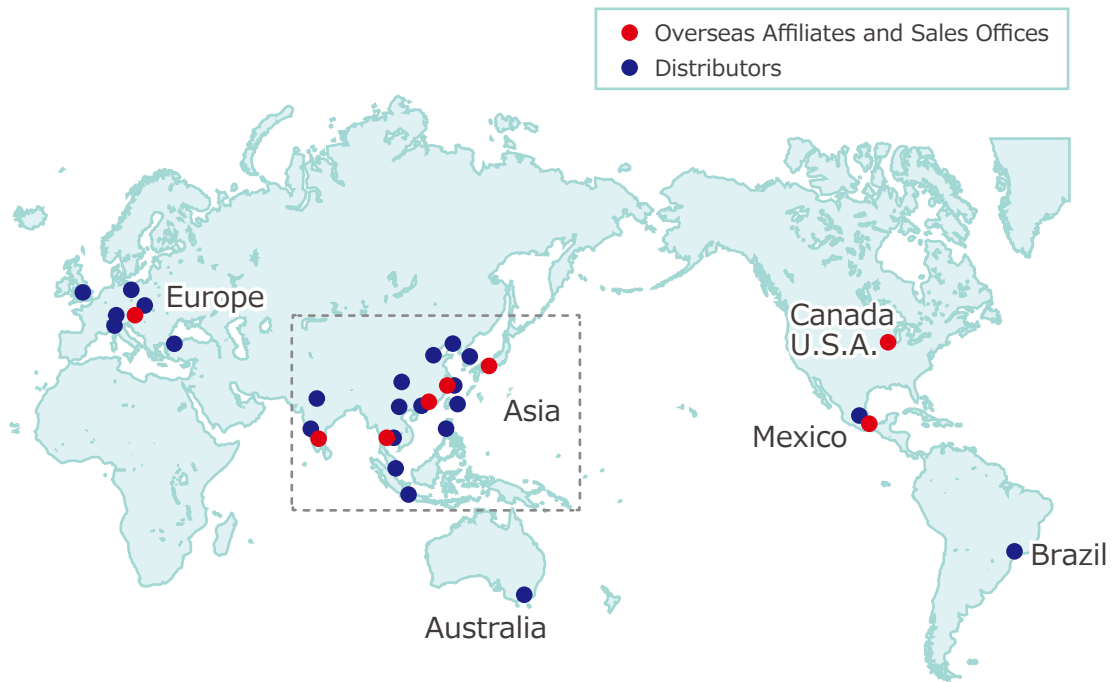 Overseas Affiliates and Sales Offices
Distributors
Europe
Canada
U.S.A.
Asia
Mexico
Brazil
Australia